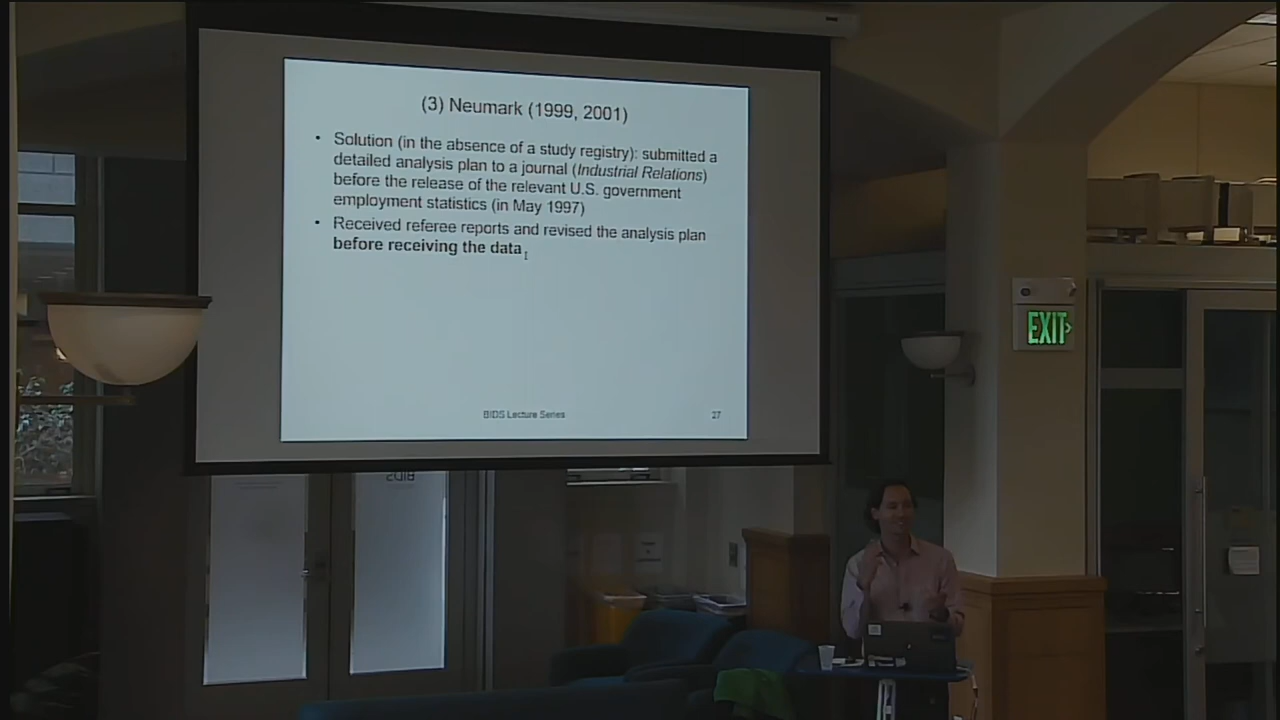 (3) Neumark (1999, 2001)
• Solution (in the absence of a study registry): submitted a
detailed analysis plan to a journal (Industrial Relations)
before the release of the relevant U.S. government
employment statistics (in May 1997)
• Received referee reports and revised the analysis plan
before receiving the data
BIDS Lecture Series
27
EXIT